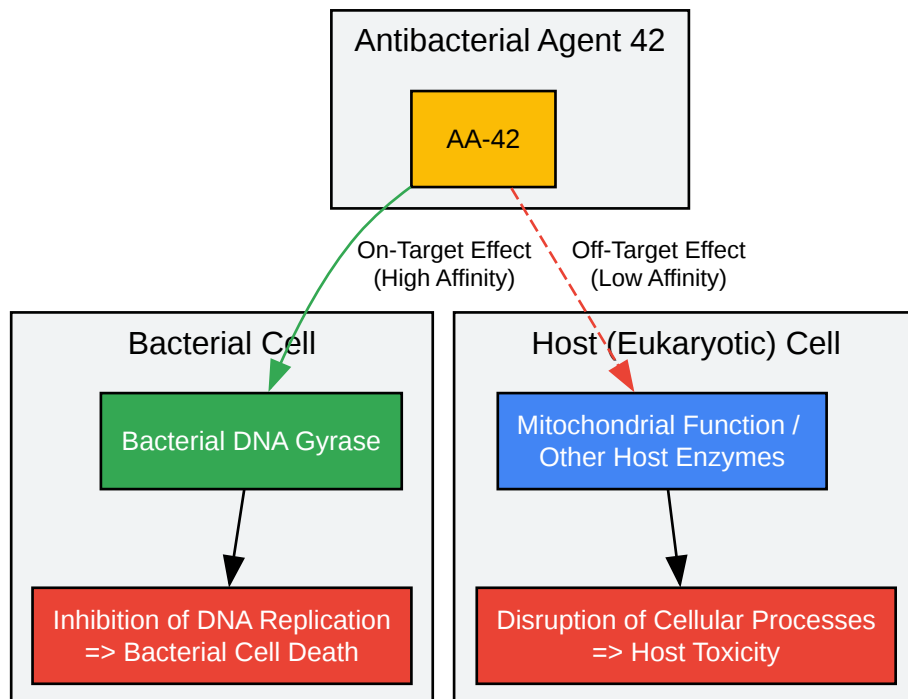 Antibacterial Agent 42
AA-42
On-Target Effect
(High Affinity)
Off-Target Effect
(Low Affinity)
Bacterial Cell
Bacterial DNA Gyrase
Inhibition of DNA Replication
=> Bacterial Cell Death
Host (Eukaryotic) Cell
Mitochondrial Function /
Other Host Enzymes
Disruption of Cellular Processes
=> Host Toxicity